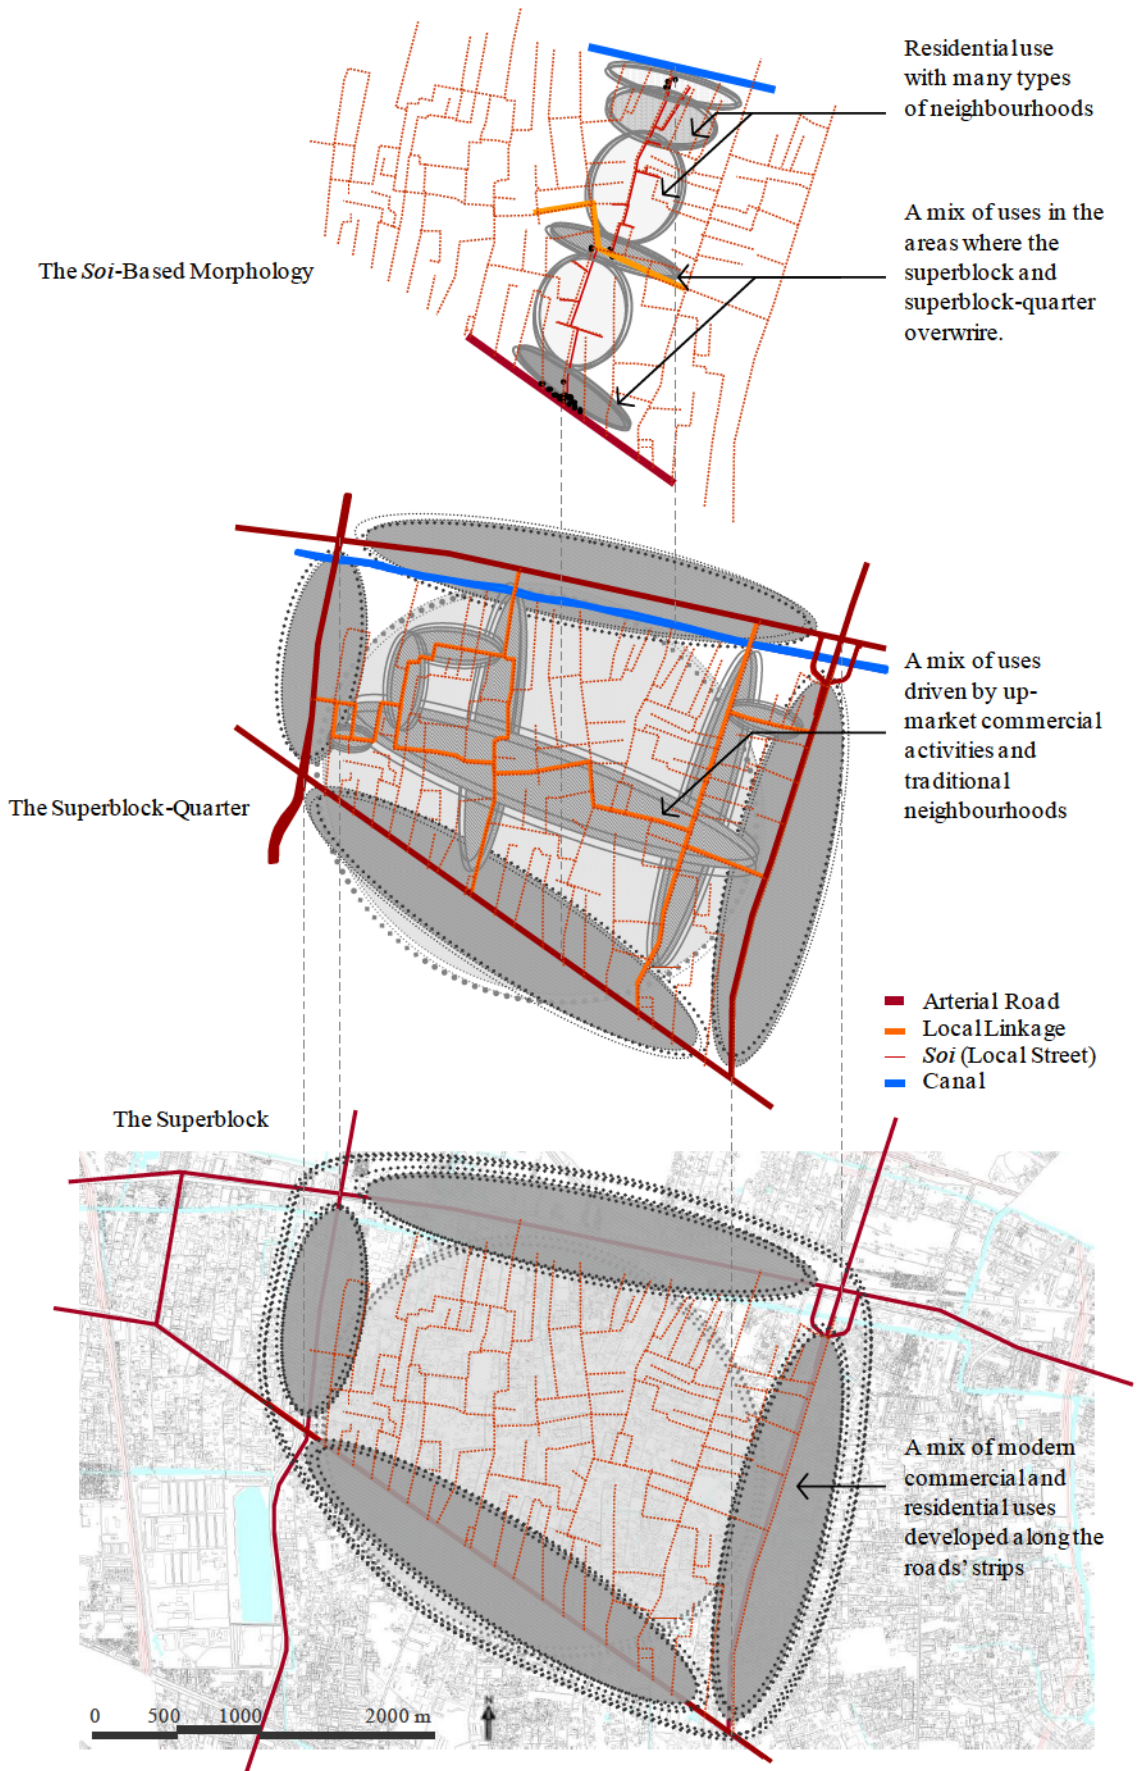 Residential use
with many types
of neighbourhoods
A mix of uses in the
areas where the
superblock and
superblock-quarter
overwrire.
The Soi-Based Morphology
A mix of uses
driven by up-
market commercial
activities and
traditional
neighbourhoods
The Superblock-Quarter
Arterial Road
Local Linkage
Soi (Local Street)
Canal
The Superblock
A mix of modern
commercial and
residential uses
developed along the
roads' strips
0 500 1000 2000 m
N